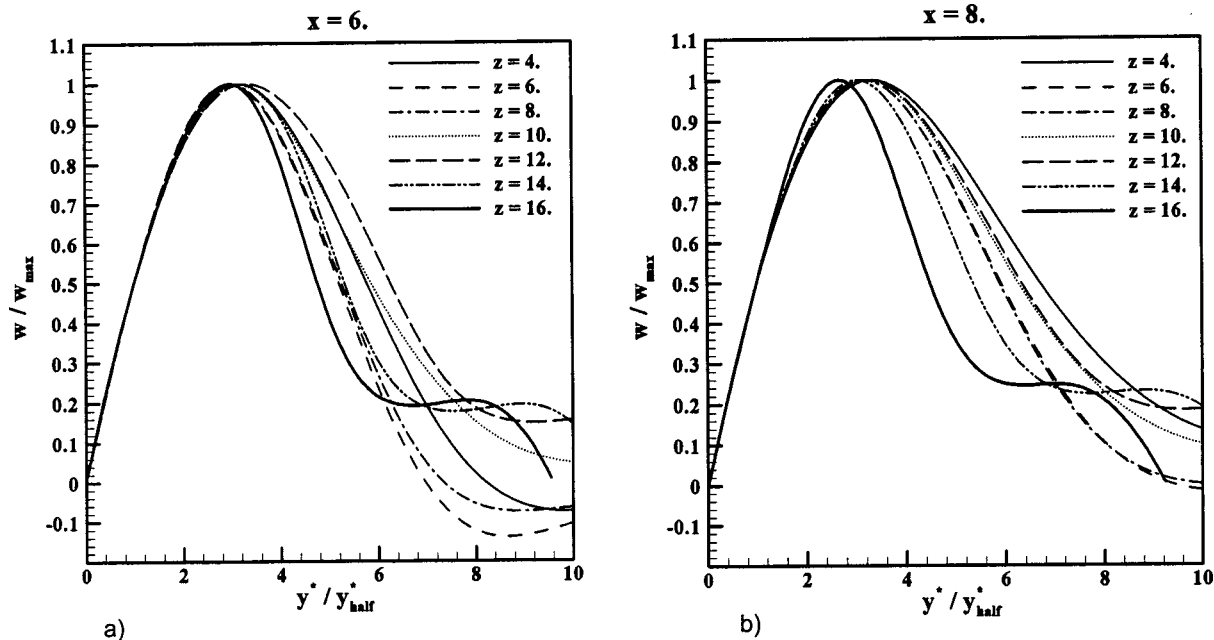 x = 6.
1.1
1
0.9
0.8
0.7
0.6
0.5
0.4
0.3
0.2
0.1
0
-0.1
w / w_max
z = 4.
z = 6.
z = 8.
z = 10.
z = 12.
z = 14.
z = 16.
0 2 4 6 8 10
y* / y*_half
a)
x = 8.
1.1
1
0.9
0.8
0.7
0.6
0.5
0.4
0.3
0.2
0.1
0
-0.1
w / w_max
z = 4.
z = 6.
z = 8.
z = 10.
z = 12.
z = 14.
z = 16.
0 2 4 6 8 10
y* / y*_half
b)